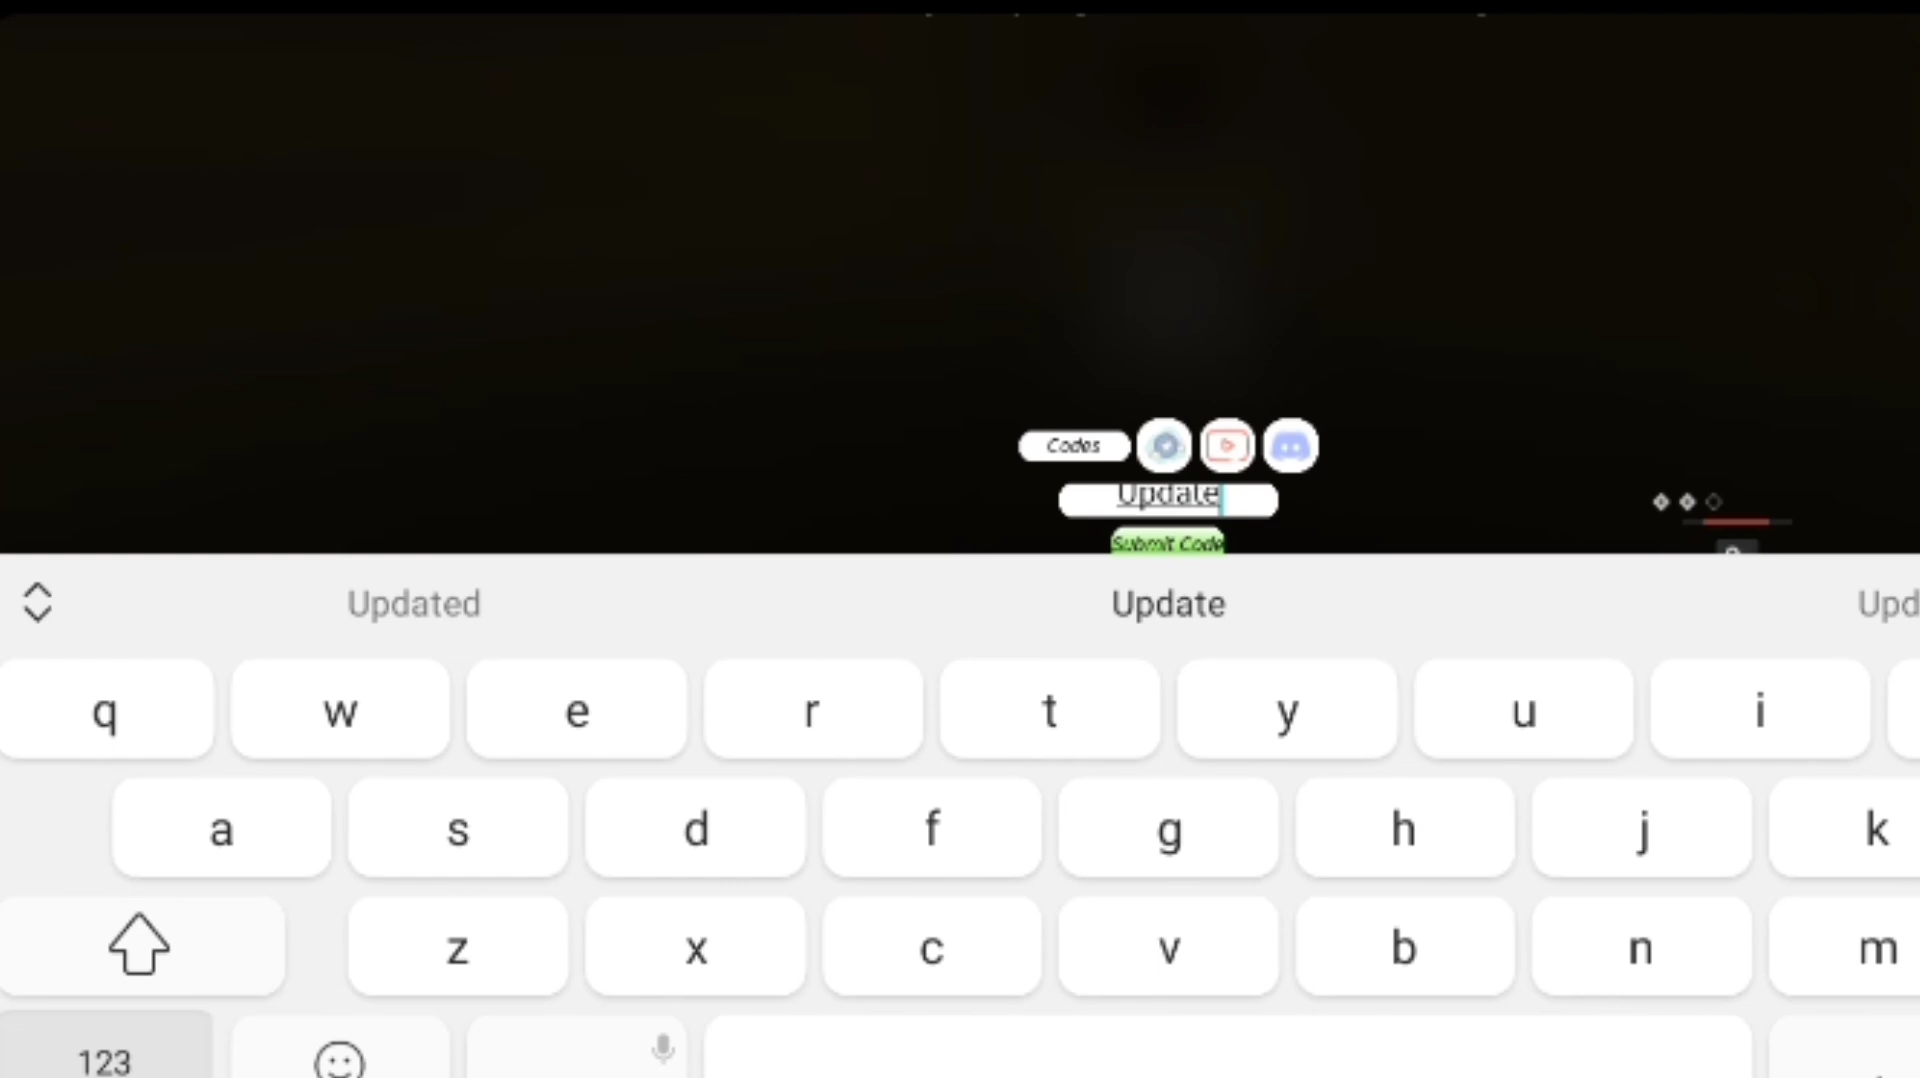 Codes
Update
Submit Code
Updated Update Upd
q w e r t y u i
a s d f g h j k
z x c v b n m
123